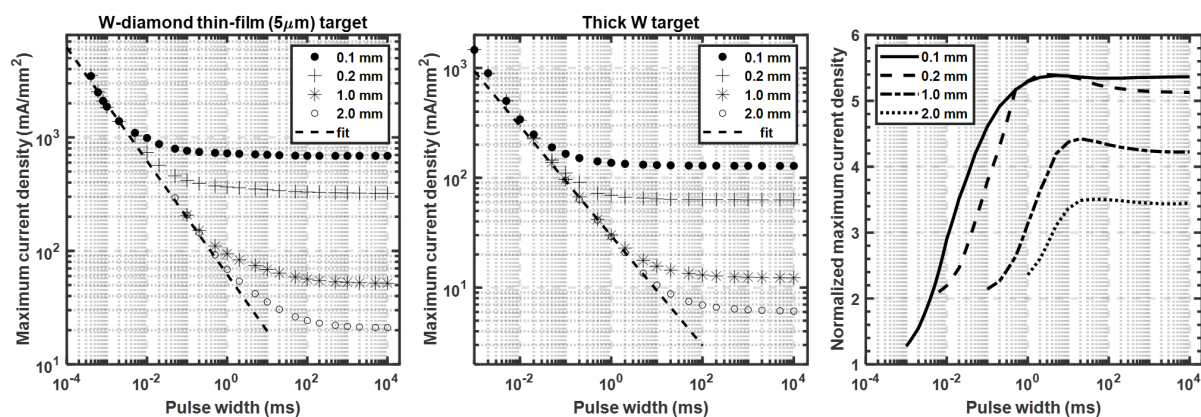 W-diamond thin-film (5μm) target
Maximum current density (mA/mm²)
10⁴
10³
10²
10¹
0.1 mm
0.2 mm
1.0 mm
2.0 mm
fit
10⁻⁴
10⁻²
10⁰
10²
10⁴
Pulse width (ms)
Thick W target
Maximum current density (mA/mm²)
10³
10²
10¹
0.1 mm
0.2 mm
1.0 mm
2.0 mm
fit
10⁻²
10⁰
10²
10⁴
Pulse width (ms)
Normalized maximum current density
6
5
4
3
2
1
0.1 mm
0.2 mm
1.0 mm
2.0 mm
10⁻⁴
10⁻²
10⁰
10²
10⁴
Pulse width (ms)